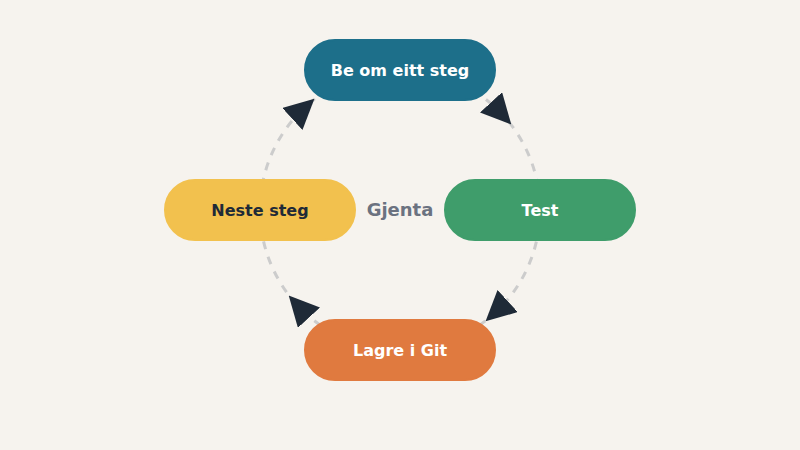 Be om eitt steg
Neste steg
Gjenta
Test
Lagre i Git